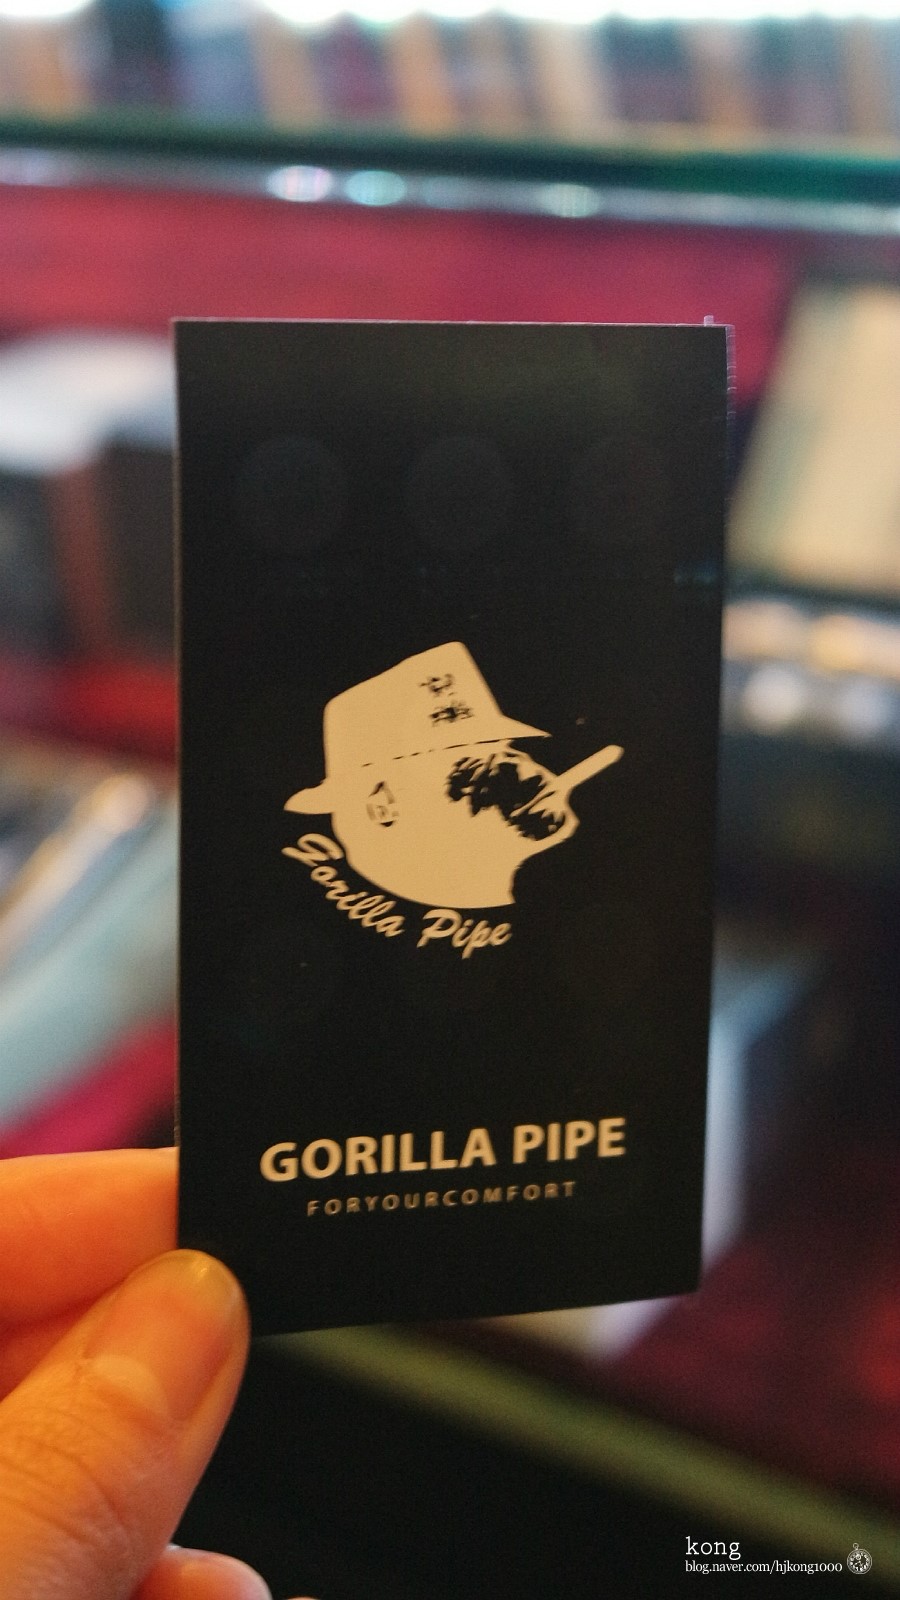 Gorilla Pipe
GORILLA PIPE
FORYOURCOMFORT
kong
blog.naver.com/hjkong1000